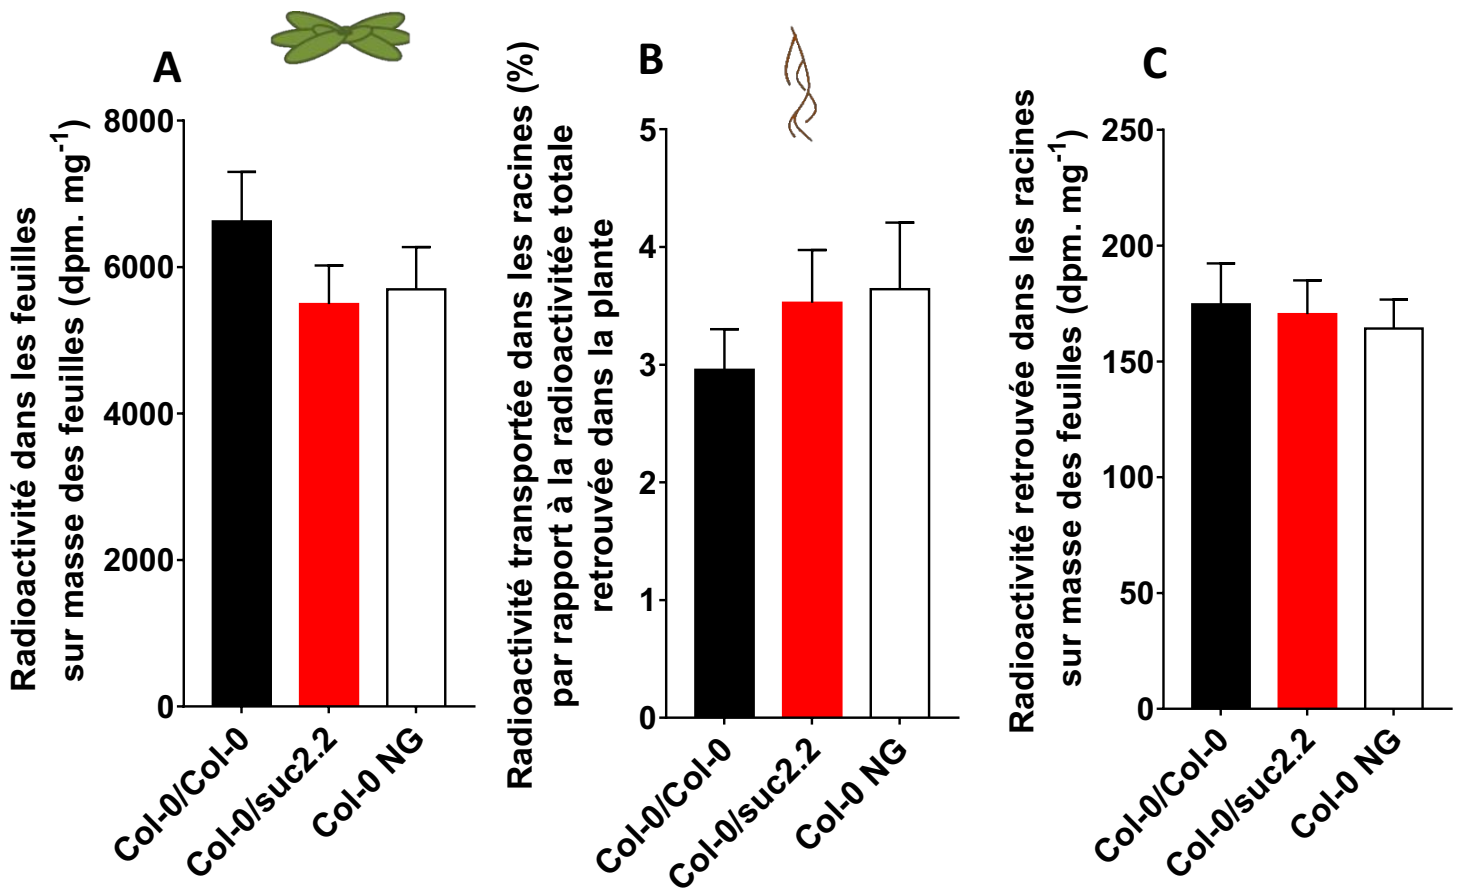 A
Radioactivité dans les feuilles
sur masse des feuilles (dpm. mg-1)
8000
6000
4000
2000
0
Col-0/Col-0
Col-0/suc2.2
Col-0 NG
B
Radioactivité transportée dans les racines (%)
par rapport à la radioactivitée totale
retrouvée dans la plante
5
4
3
2
1
0
Col-0/Col-0
Col-0/suc2.2
Col-0 NG
C
Radioactivité retrouvée dans les racines
sur masse des feuilles (dpm. mg-1)
250
200
150
100
50
0
Col-0/Col-0
Col-0/suc2.2
Col-0 NG